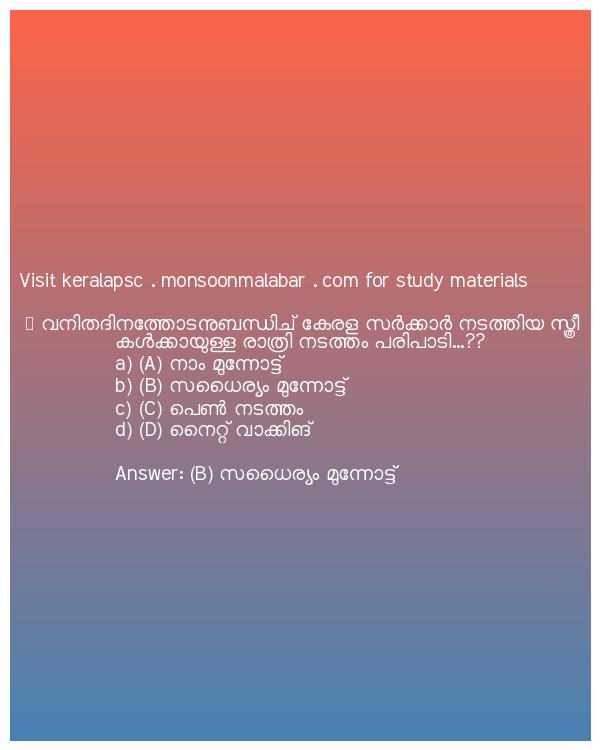 Visit keralapsc . monsoonmalabar . com for study materials
വനിതദിനത്തോടനുബന്ധിച് കേരള സർക്കാർ നടത്തിയ സ്ത്രീ
കൾക്കായുള്ള രാത്രി നടത്തം പരിപാടി...??
a) (A) നാം മുന്നോട്ട്
b) (B) സധൈര്യം മുന്നോട്ട്
c) (C) പെൺ നടത്തം
d) (D) നൈറ്റ് വാക്കിങ്
Answer: (B) സധൈര്യം മുന്നോട്ട്